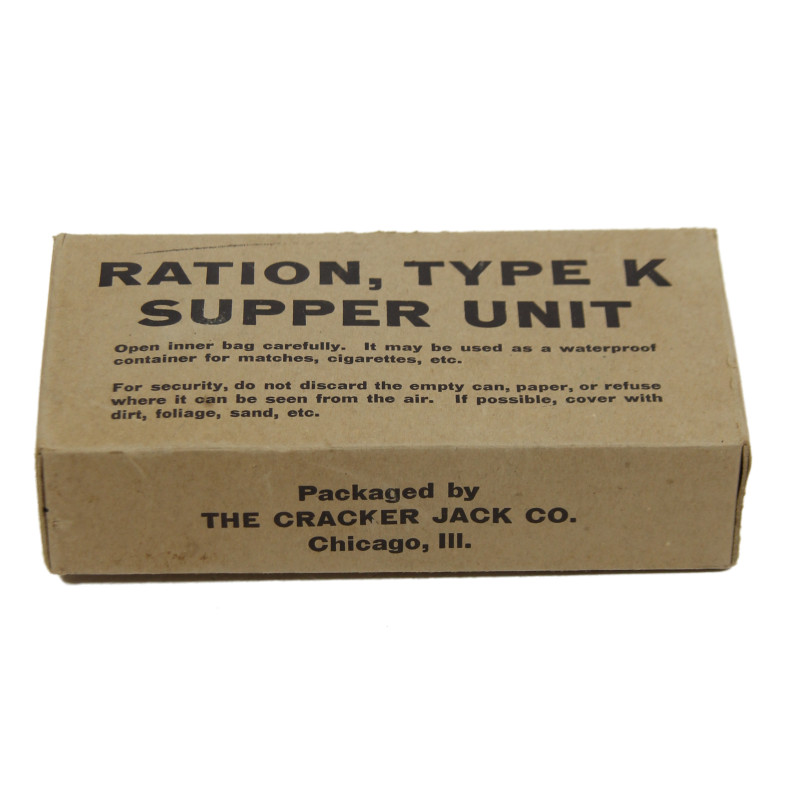 RATION, TYPE K
SUPPER UNIT
Open inner bag carefully. It may be used as a waterproof
container for matches, cigarettes, etc.
For security, do not discard the empty can, paper, or refuse
where it can be seen from the air. If possible, cover with
dirt, foliage, sand, etc.
Packaged by
THE CRACKER JACK CO.
Chicago, Ill.